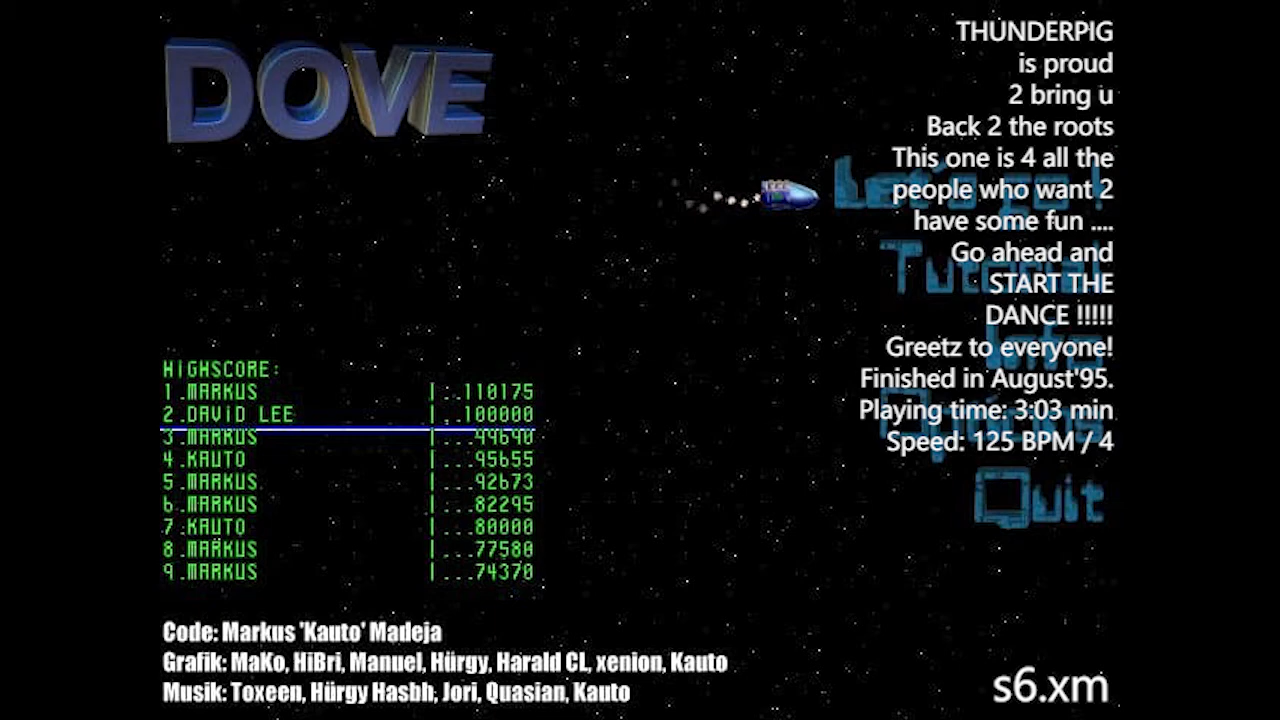 DOVE
THUNDERPIG
is proud
2 bring u
Back 2 the roots
This one is 4 all the
people who want 2
have some fun ....
Go ahead and
START THE
DANCE !!!!!
Greetz to everyone!
Finished in August'95.
Playing time: 3:03 min
Speed: 125 BPM / 4
Let's go !
Tutorial
Info
Quit
HIGHSCORE:
1.MARKUS |..110175
2.DAVID LEE |..100000
3.MARKUS |...99690
4.KAUTO |...95655
5.MARKUS |...92673
6.MARKUS |...82295
7.KAUTO |...80000
8.MARKUS |...77580
9.MARKUS |...74370
Code: Markus 'Kauto' Madeja
Grafik: MaKo, HiBri, Manuel, Hürgy, Harald CL, xenion, Kauto
Musik: Toxeen, Hürgy Hasbh, Jori, Quasian, Kauto
s6.xm